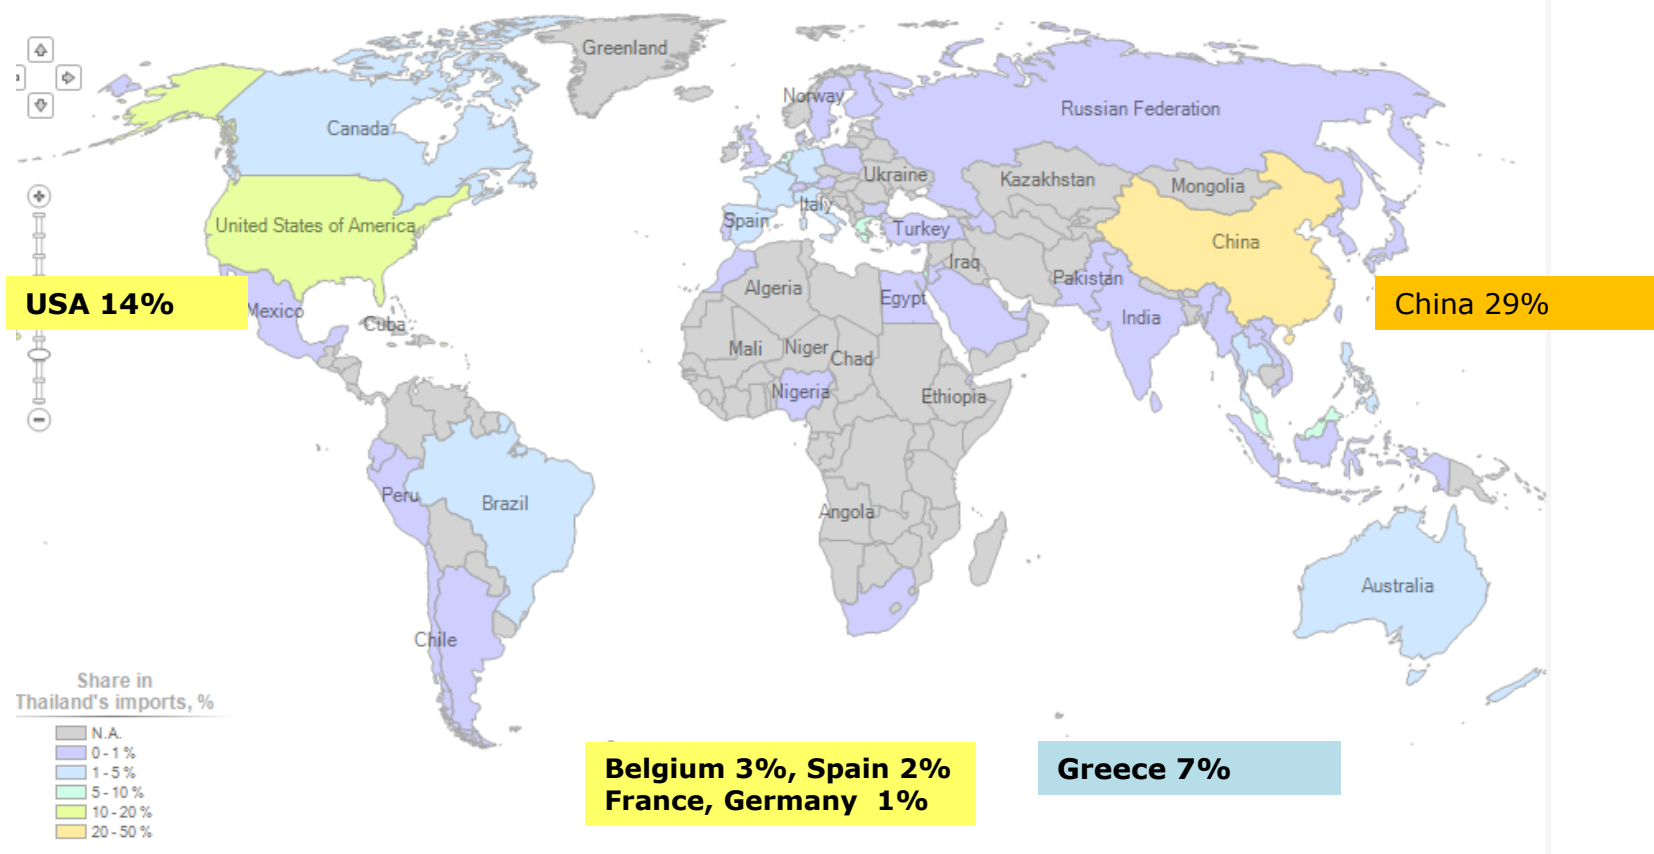 Greenland
Norway
Russian Federation
Canada
Ukraine
Kazakhstan
Mongolia
United States of America
Spain
Italy
Turkey
China
Iraq
Pakistan
USA 14%
Mexico
Cuba
Algeria
Egypt
India
China 29%
Mali
Niger
Chad
Nigeria
Ethiopia
Peru
Brazil
Angola
Australia
Chile
Share in
Thailand's imports, %
N.A.
0 - 1 %
1 - 5 %
5 - 10 %
10 - 20 %
20 - 50 %
Belgium 3%, Spain 2%
France, Germany 1%
Greece 7%